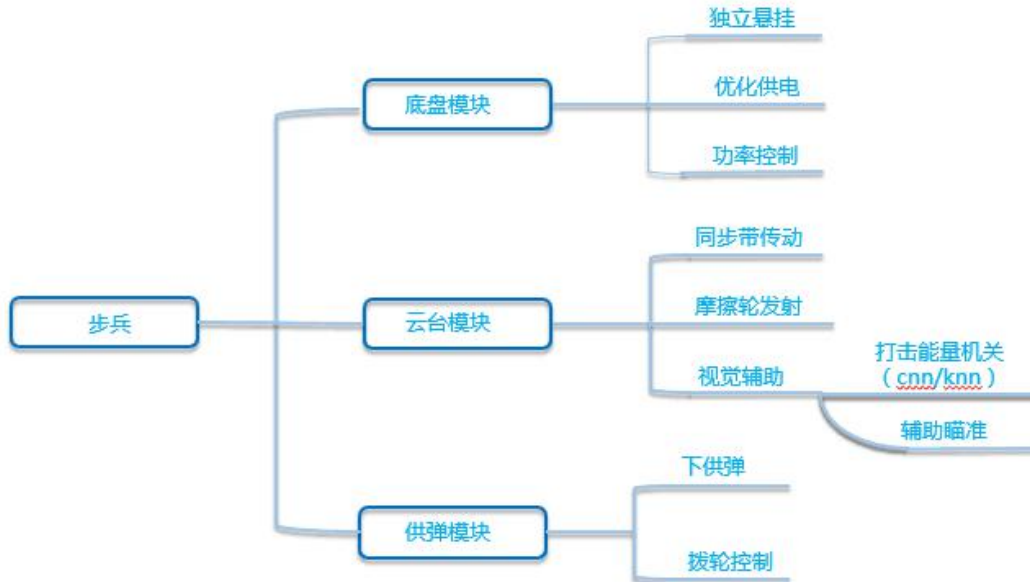 步兵
底盘模块
独立悬挂
优化供电
功率控制
云台模块
同步带传动
摩擦轮发射
视觉辅助
打击能量机关
（cnn/knn）
辅助瞄准
供弹模块
下供弹
拨轮控制